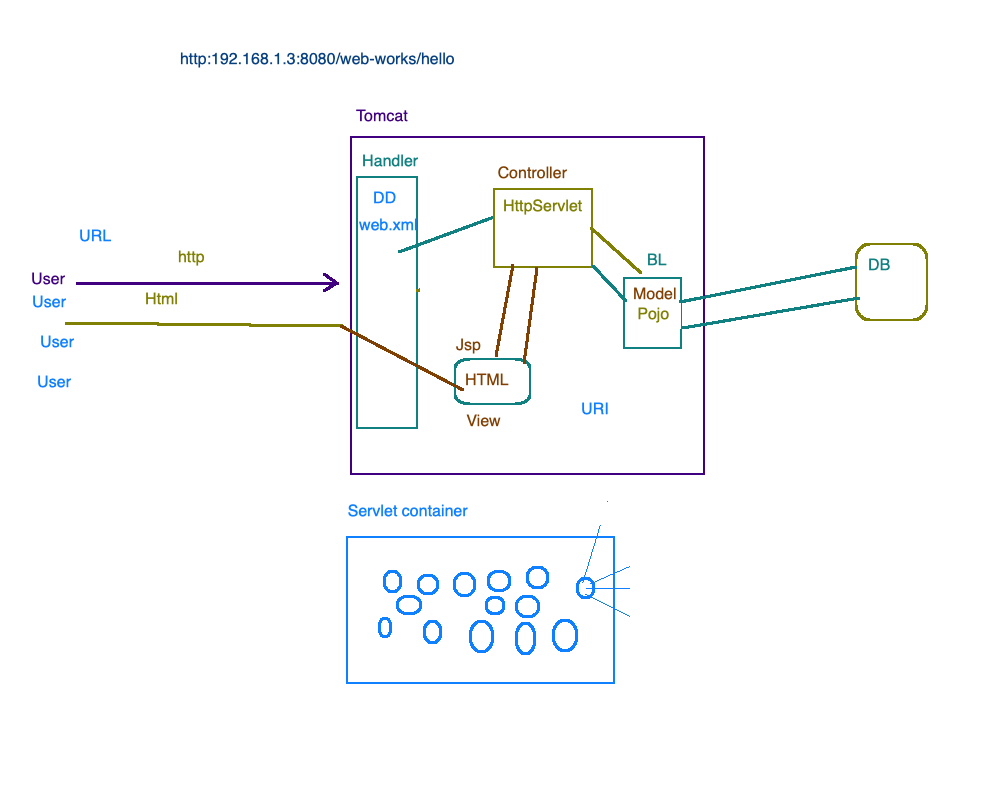 http:192.168.1.3:8080/web-works/hello
Tomcat
Handler
DD
web.xml
Controller
HttpServlet
URL
http
User
User
Html
User
User
BL
Model
Pojo
DB
Jsp
HTML
View
URI
Servlet container